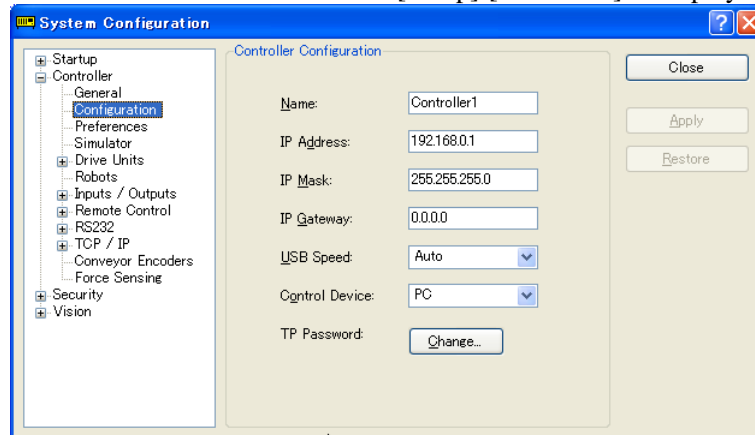 System Configuration
Startup
Controller
General
Configuration
Preferences
Simulator
Drive Units
Robots
Inputs / Outputs
Remote Control
RS232
TCP / IP
Conveyor Encoders
Force Sensing
Security
Vision
Controller Configuration
Name: Controller1
IP Address: 192.168.0.1
IP Mask: 255.255.255.0
IP Gateway: 0.0.0.0
USB Speed: Auto
Control Device: PC
TP Password: Change...
Close
Apply
Restore